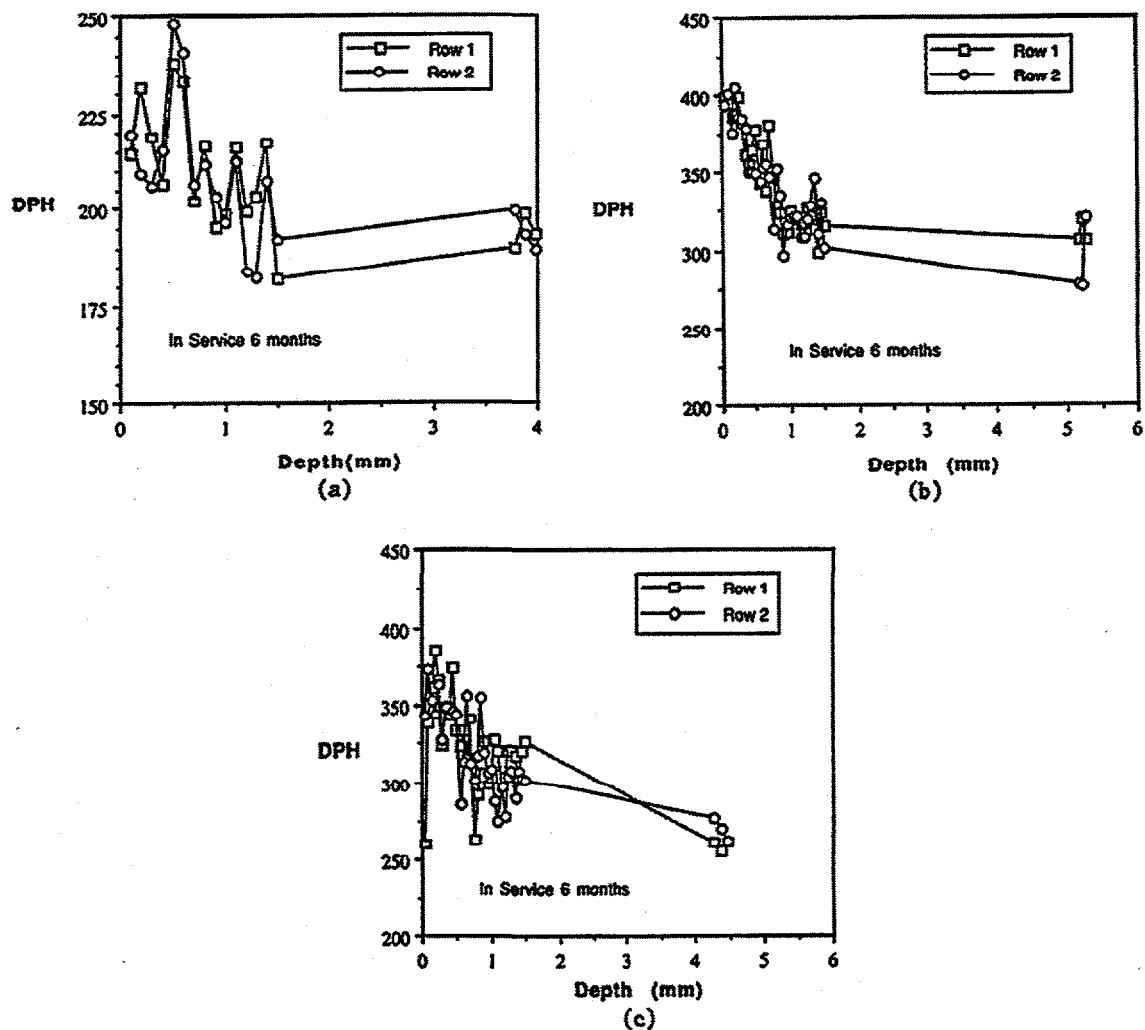 250
225
200
175
150
DPH
Row 1
Row 2
In Service 6 months
0 1 2 3 4
Depth(mm)
(a)
450
400
350
300
250
200
DPH
Row 1
Row 2
In Service 6 months
0 1 2 3 4 5 6
Depth (mm)
(b)
450
400
350
300
250
200
DPH
Row 1
Row 2
In Service 6 months
0 1 2 3 4 5 6
Depth (mm)
(c)